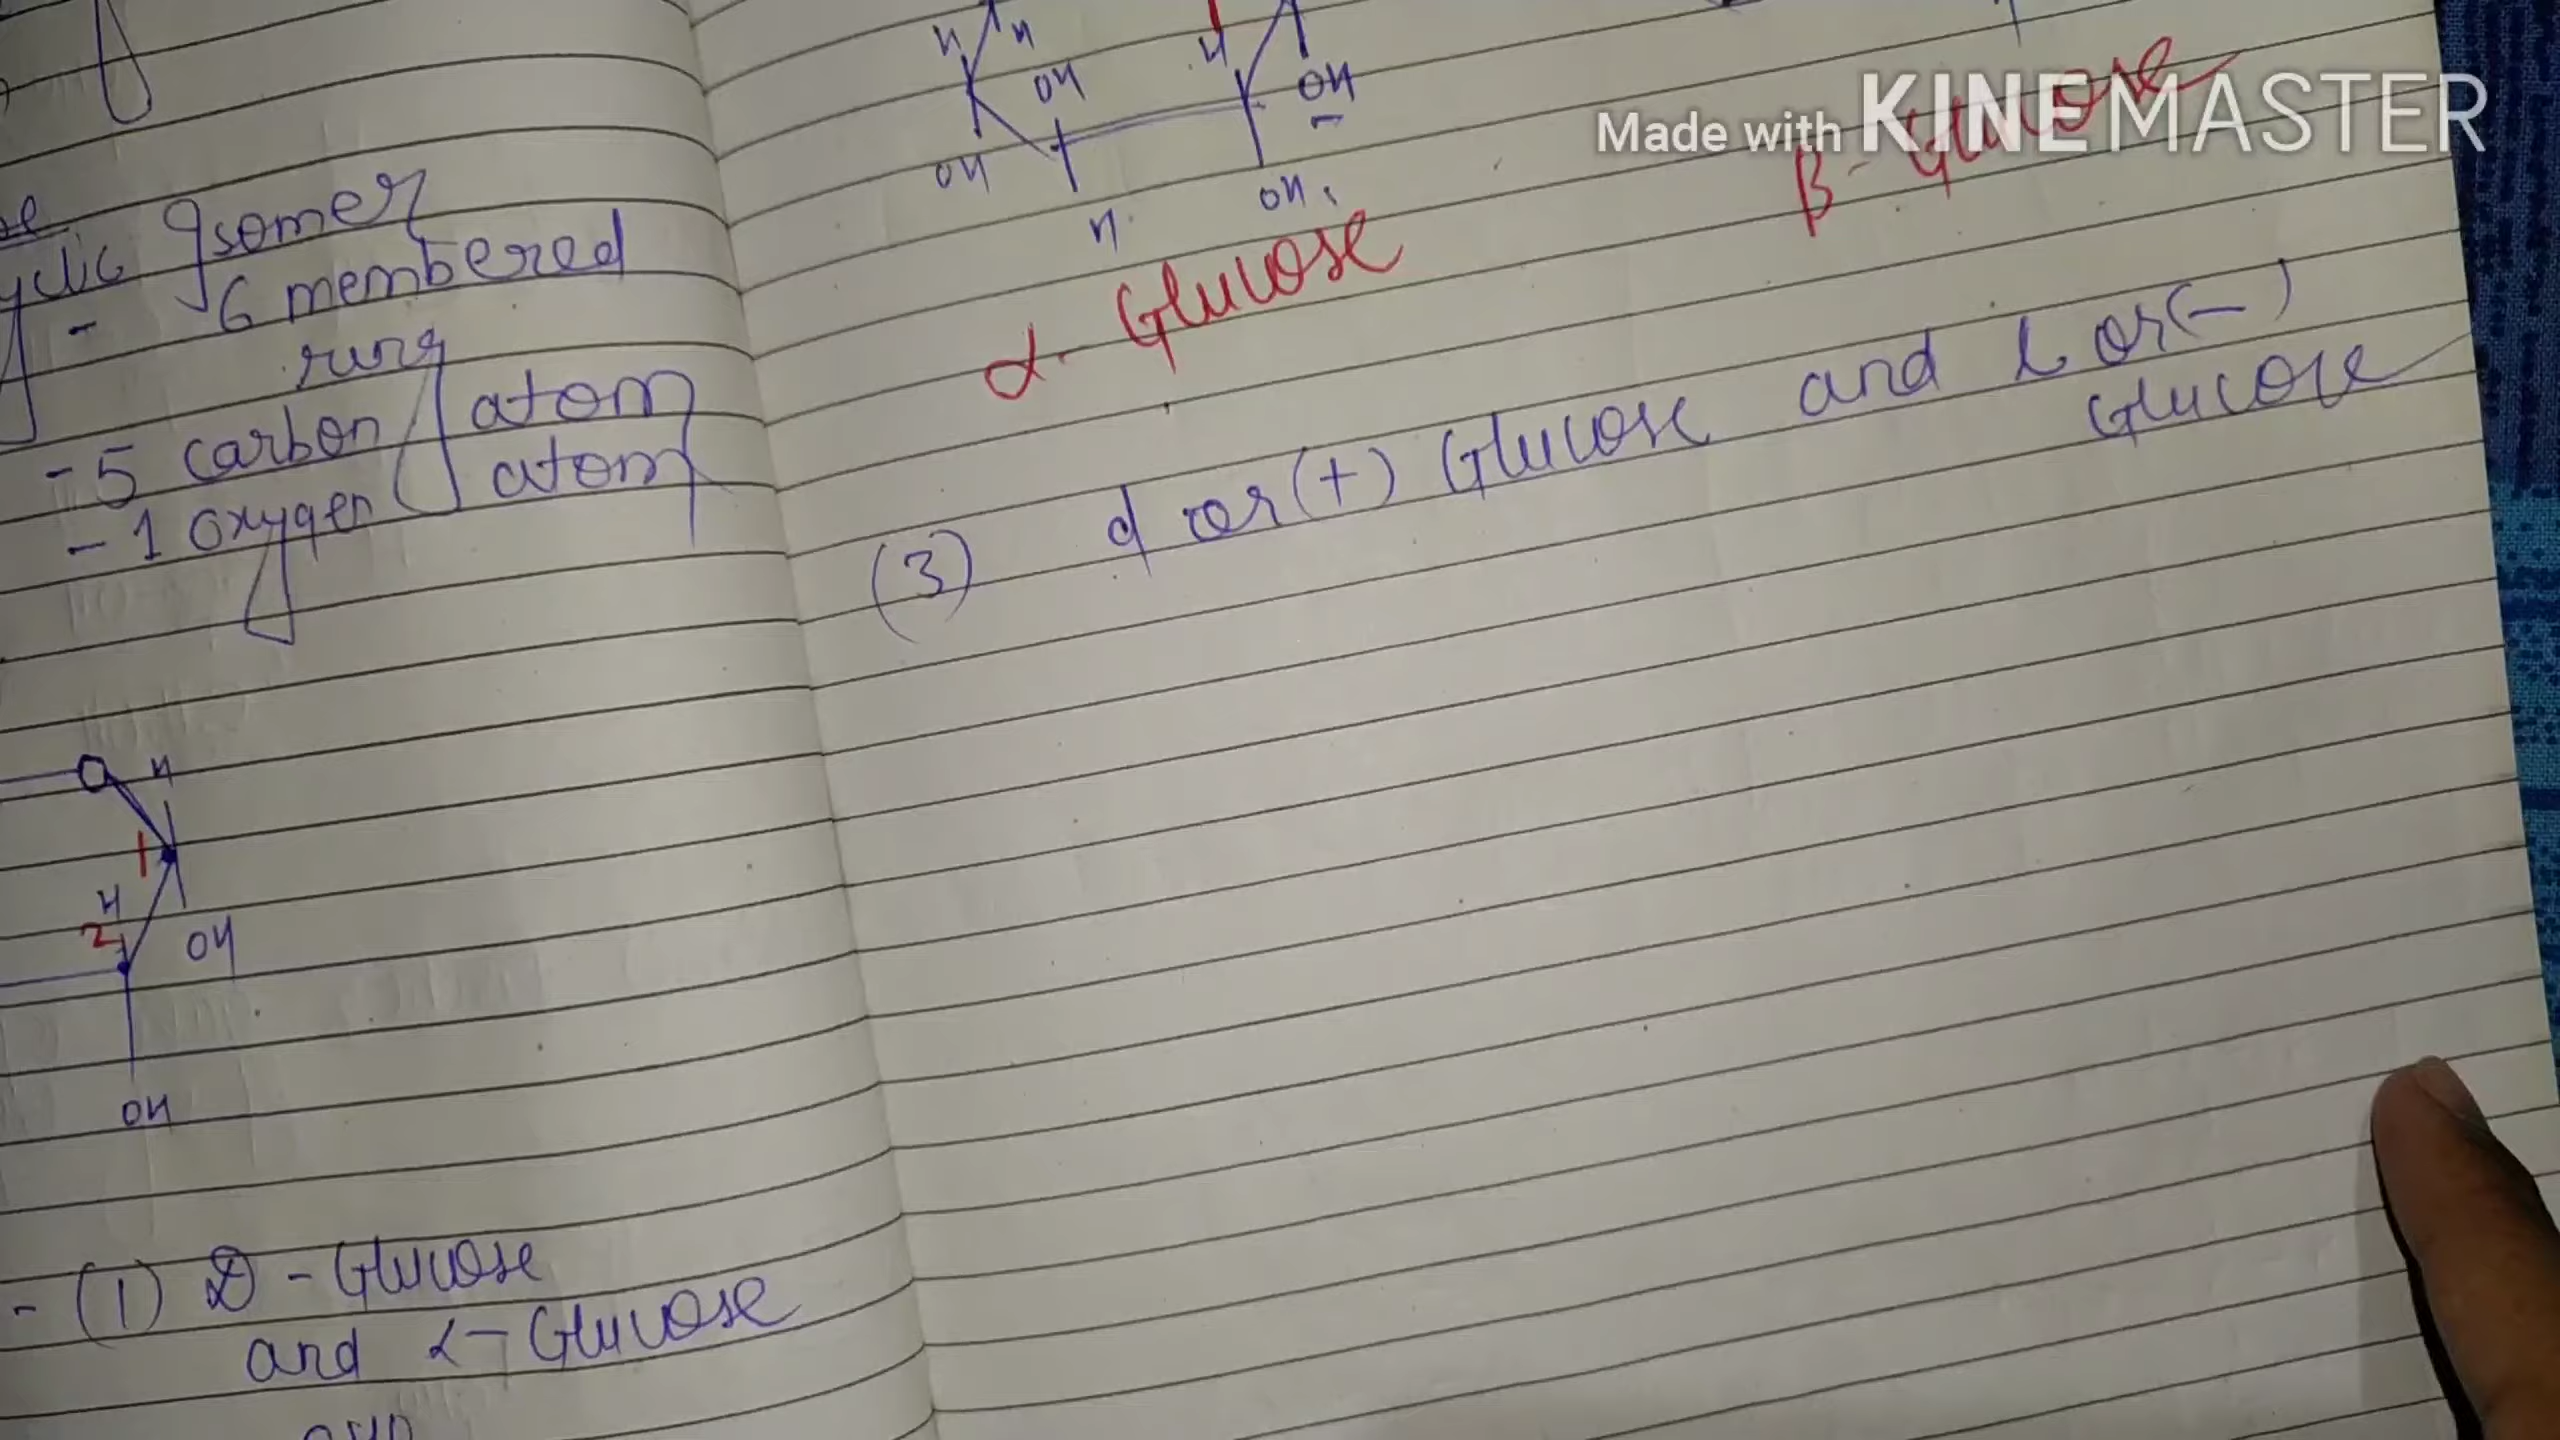 Isomer
- 6 membered
ring
- 5 carbon atom
- 1 oxygen atom
O H
1
H
2
OH
OH
- (1) D - Glucose
and L - Glucose
H H
OH
OH
H
H
OH
OH
α - Glucose
β - Glucose
Made with KINEMASTER
(3) d or (+) Glucose and l or (-)
Glucose